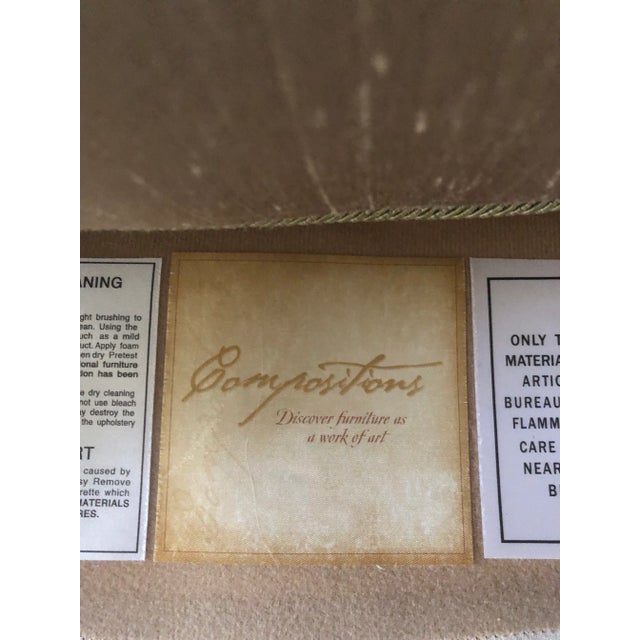 ANING
ght brushing to
ean. Using the
uch as a mild
uct. Apply foam
en dry Pretest
ional furniture
ion has been
e dry cleaning
not use bleach
ay destroy the
the upholstery
RT
caused by
sy Remove
rette which
MATERIALS
RES.
Compositions
Discover furniture as
a work of art
ONLY T
MATERIA
ARTIC
BUREAU
FLAMM
CARE
NEAR
B